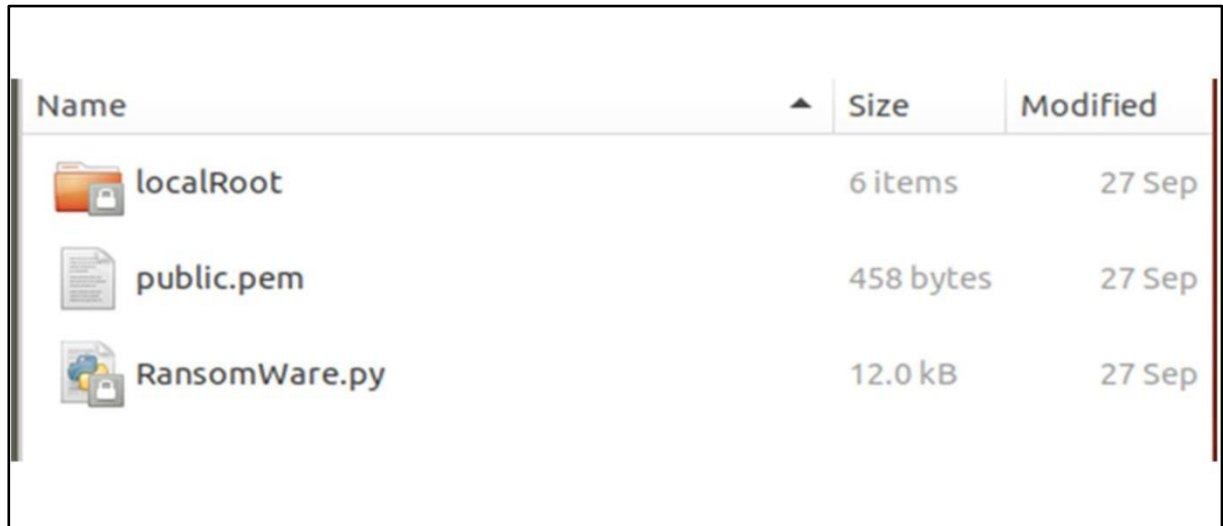 Name Size Modified
localRoot 6 items 27 Sep
public.pem 458 bytes 27 Sep
RansomWare.py 12.0 kB 27 Sep